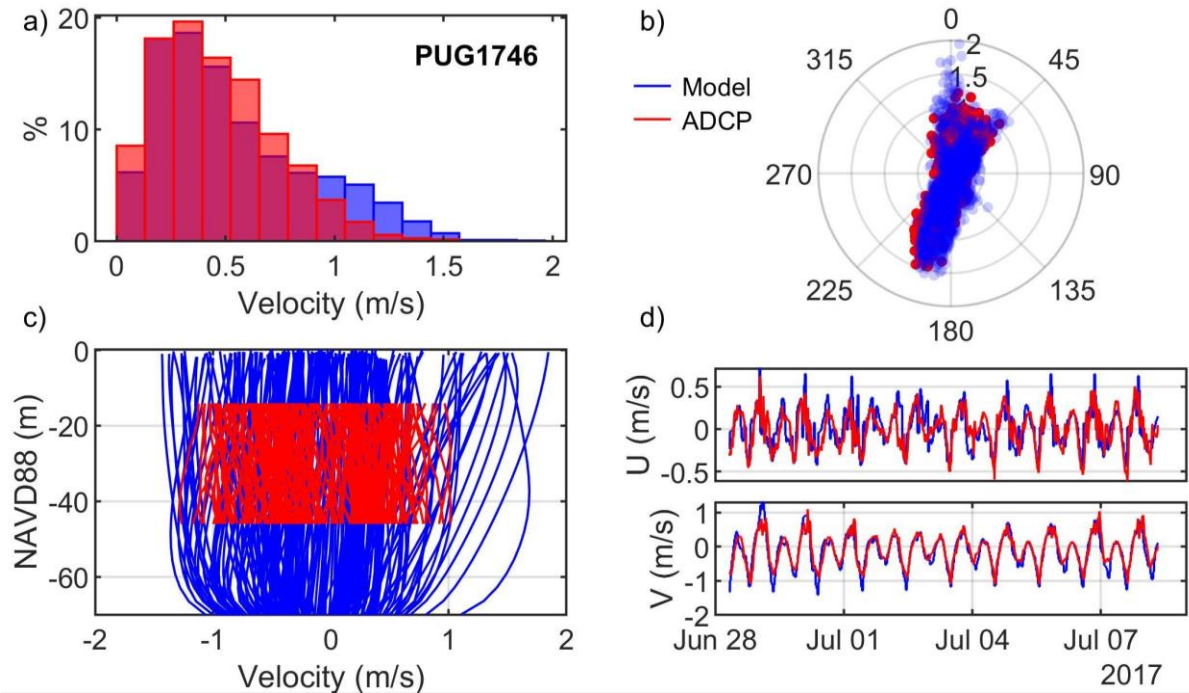 a)
20
10
0
%
PUG1746
0 0.5 1 1.5 2
Velocity (m/s)
b)
0
45
90
135
180
225
270
315
2
1.5
Model
ADCP
c)
0
-20
-40
-60
NAVD88 (m)
-2 -1 0 1 2
Velocity (m/s)
d)
0.5
0
-0.5
U (m/s)
1
0
-1
-2
V (m/s)
Jun 28 Jul 01 Jul 04 Jul 07
2017